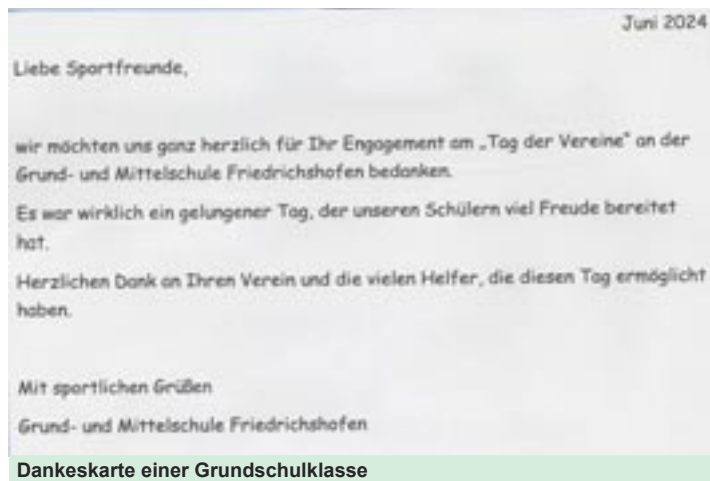 Juni 2024
Liebe Sportfreunde,
wir möchten uns ganz herzlich für Ihr Engagement am „Tag der Vereine" an der
Grund- und Mittelschule Friedrichshofen bedanken.
Es war wirklich ein gelungener Tag, der unseren Schülern viel Freude bereitet
hat.
Herzlichen Dank an Ihren Verein und die vielen Helfer, die diesen Tag ermöglicht
haben.
Mit sportlichen Grüßen
Grund- und Mittelschule Friedrichshofen
Dankeskarte einer Grundschulklasse